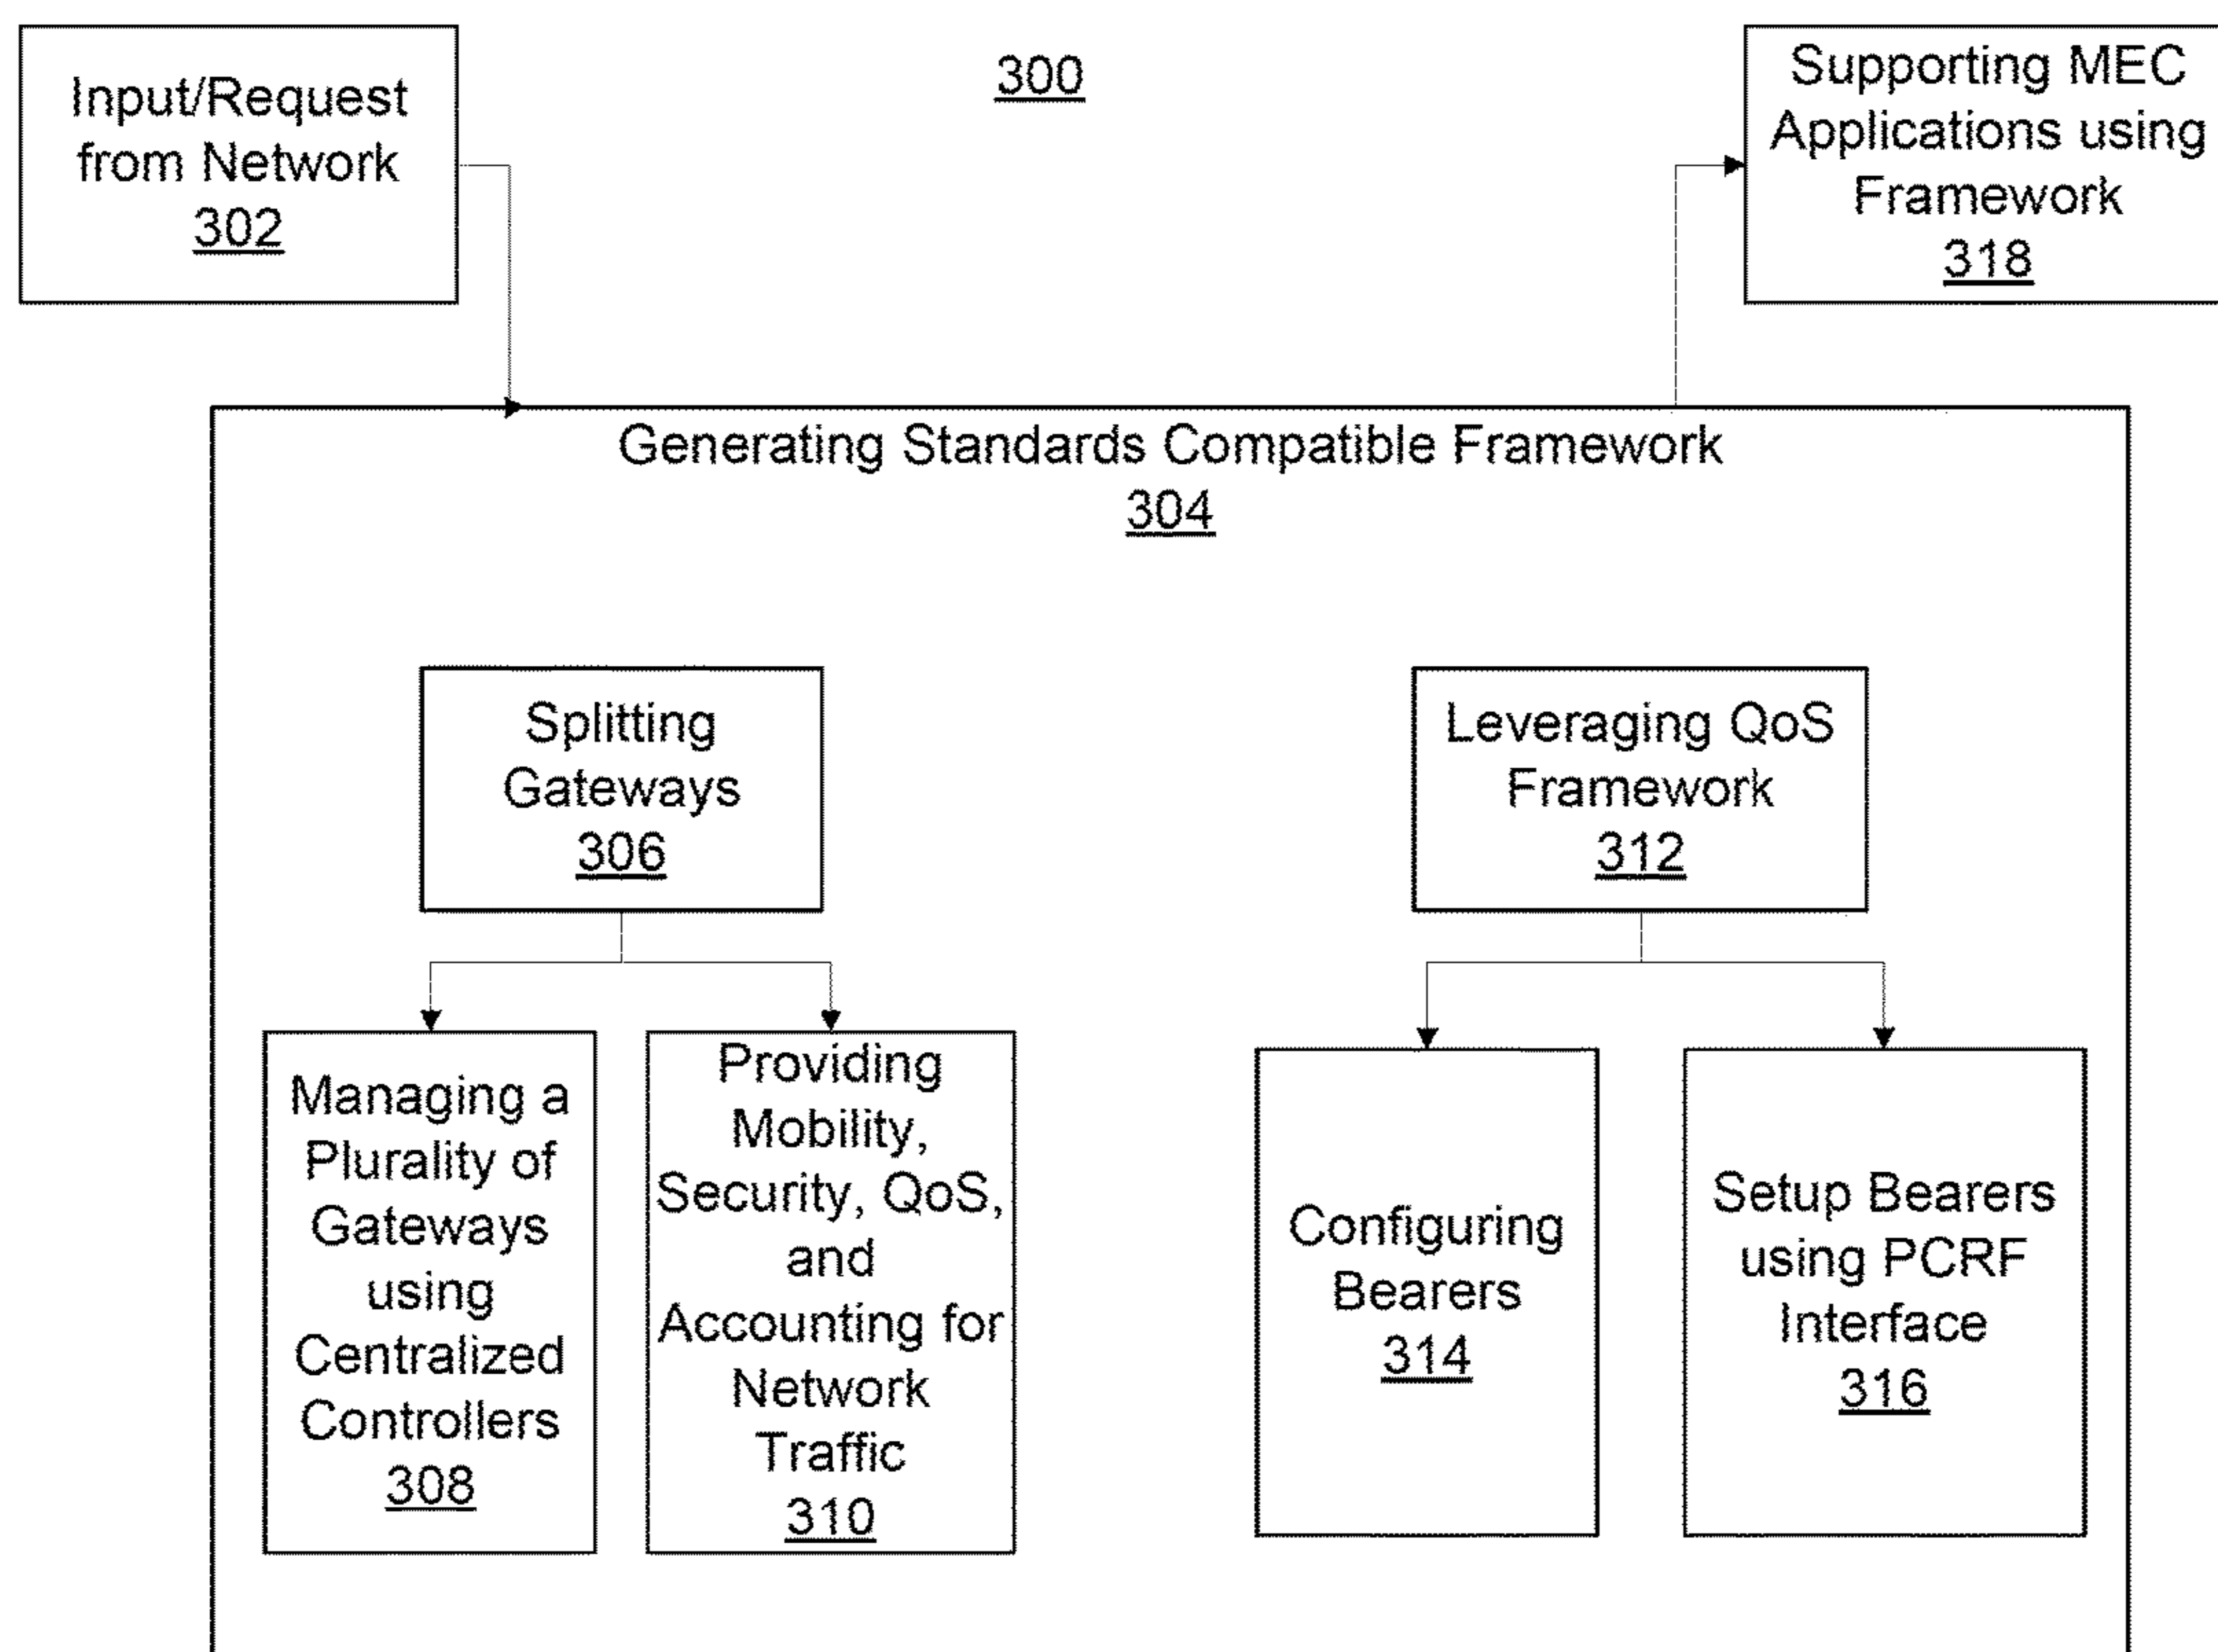 Input/Request
from Network
302
300
Supporting MEC
Applications using
Framework
318
Generating Standards Compatible Framework
304
Splitting
Gateways
306
Leveraging QoS
Framework
312
Managing a
Plurality of
Gateways
using
Centralized
Controllers
308
Providing
Mobility,
Security, QoS,
and
Accounting for
Network
Traffic
310
Configuring
Bearers
314
Setup Bearers
using PCRF
Interface
316